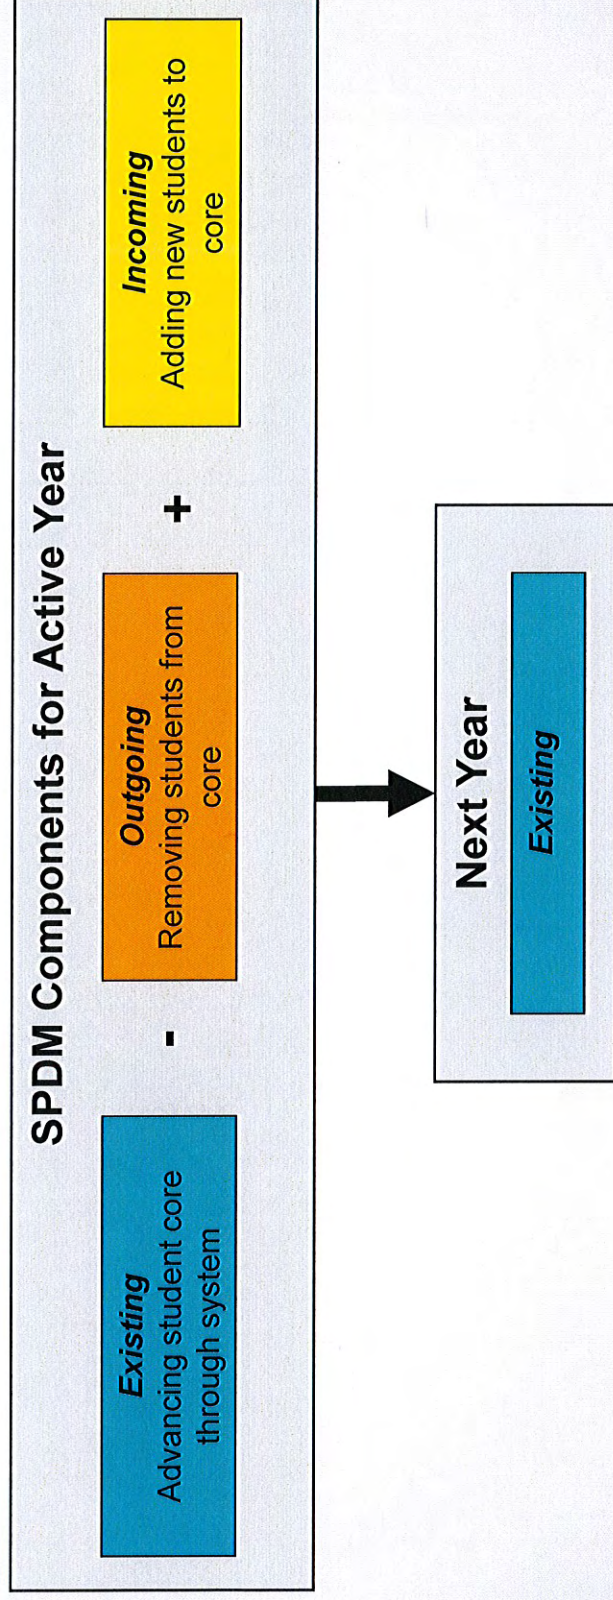 SPDM Components for Active Year
Existing
Advancing student core
through system
-
Outgoing
Removing students from
core
+
Incoming
Adding new students to
core
Next Year
Existing